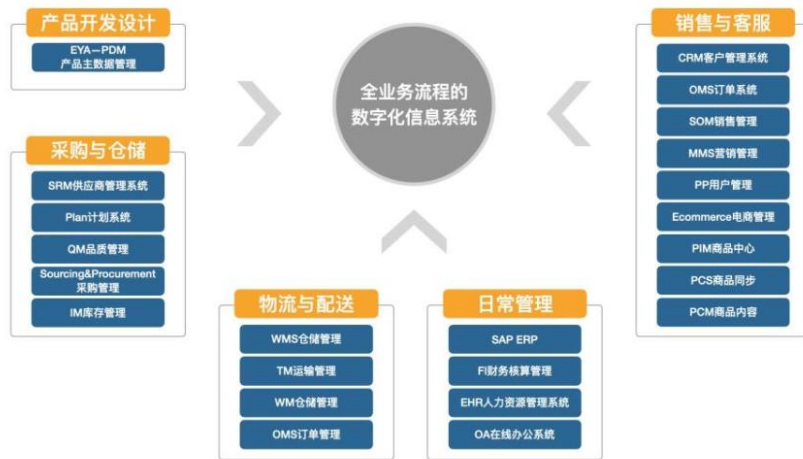 产品开发设计
EYA—PDM
产品主数据管理
采购与仓储
SRM供应商管理系统
Plan计划系统
QM品质管理
Sourcing&Procurement
采购管理
IM库存管理
全业务流程的
数字化信息系统
物流与配送
WMS仓储管理
TM运输管理
WM仓储管理
OMS订单管理
日常管理
SAP ERP
FI财务核算管理
EHR人力资源管理系统
OA在线办公系统
销售与客服
CRM客户管理系统
OMS订单系统
SOM销售管理
MMS营销管理
PP用户管理
Ecommerce电商管理
PIM商品中心
PCS商品同步
PCM商品内容